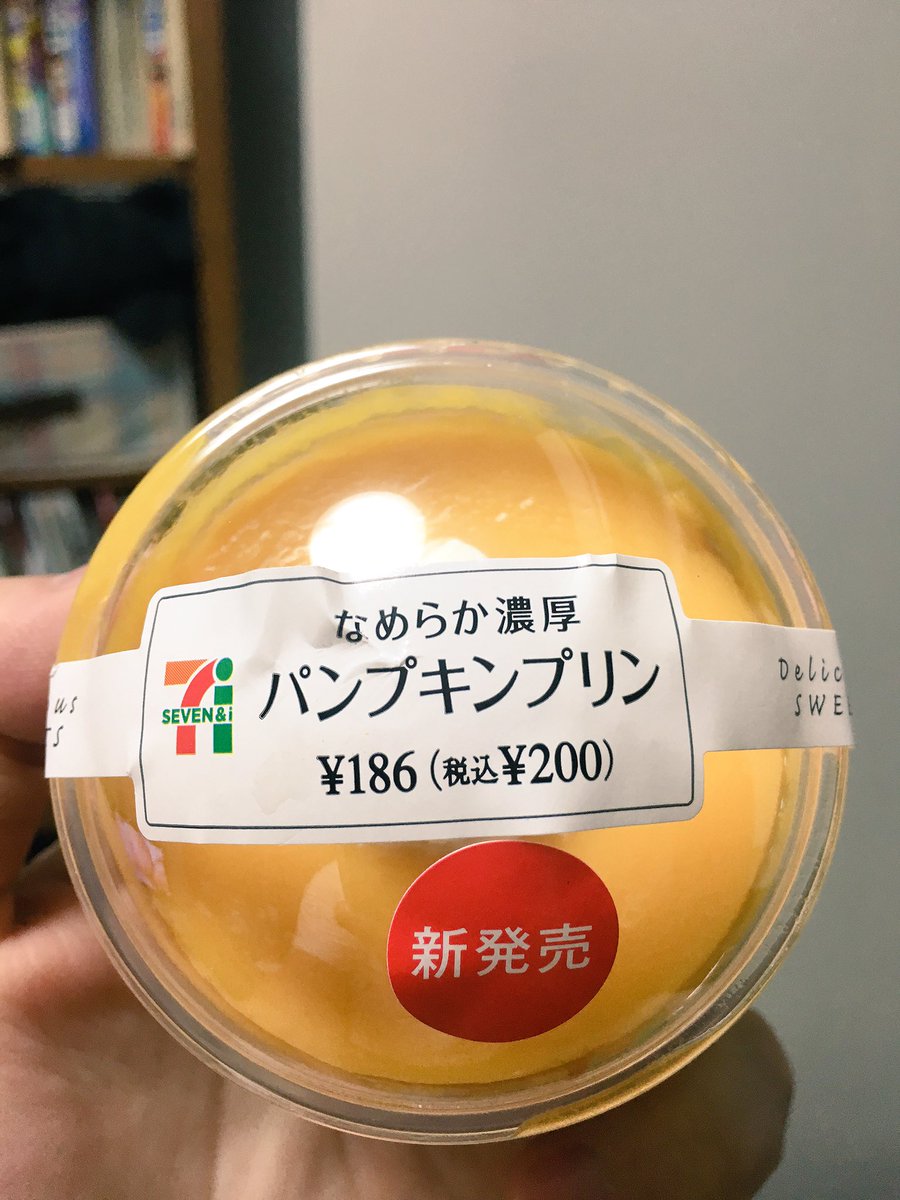 なめらか濃厚
SEVEN&i
パンプキンプリン
¥186(税込¥200)
新発売